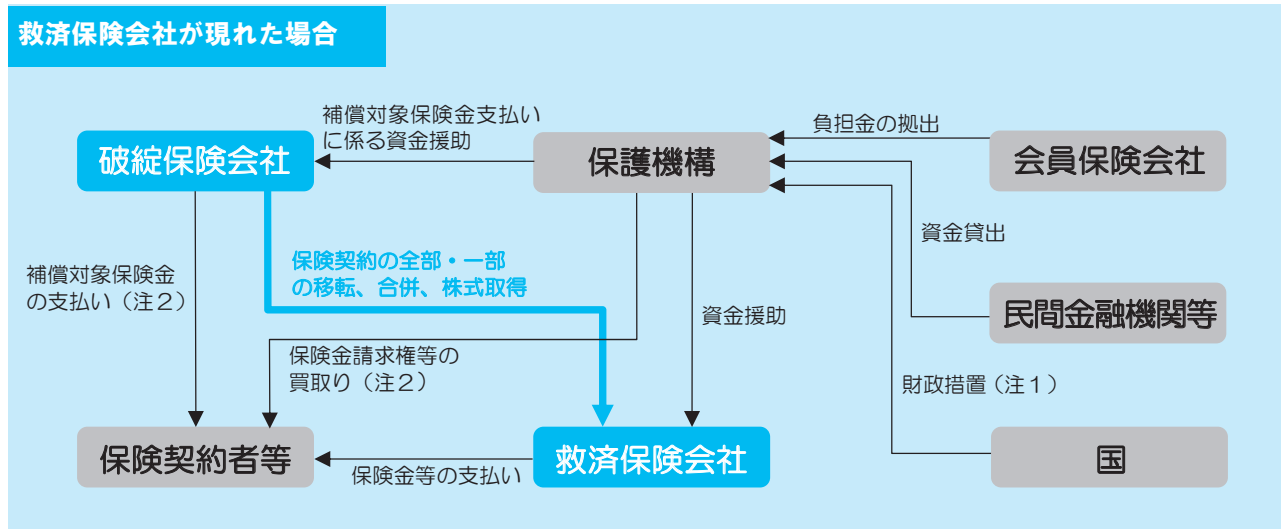 救済保険会社が現れた場合
補償対象保険金支払い
に係る資金援助
負担金の拠出
破綻保険会社
保護機構
会員保険会社
資金貸出
保険契約の全部・一部
の移転、合併、株式取得
補償対象保険金
の支払い（注２）
資金援助
民間金融機関等
保険金請求権等の
買取り（注２）
財政措置（注１）
保険契約者等
保険金等の支払い
救済保険会社
国